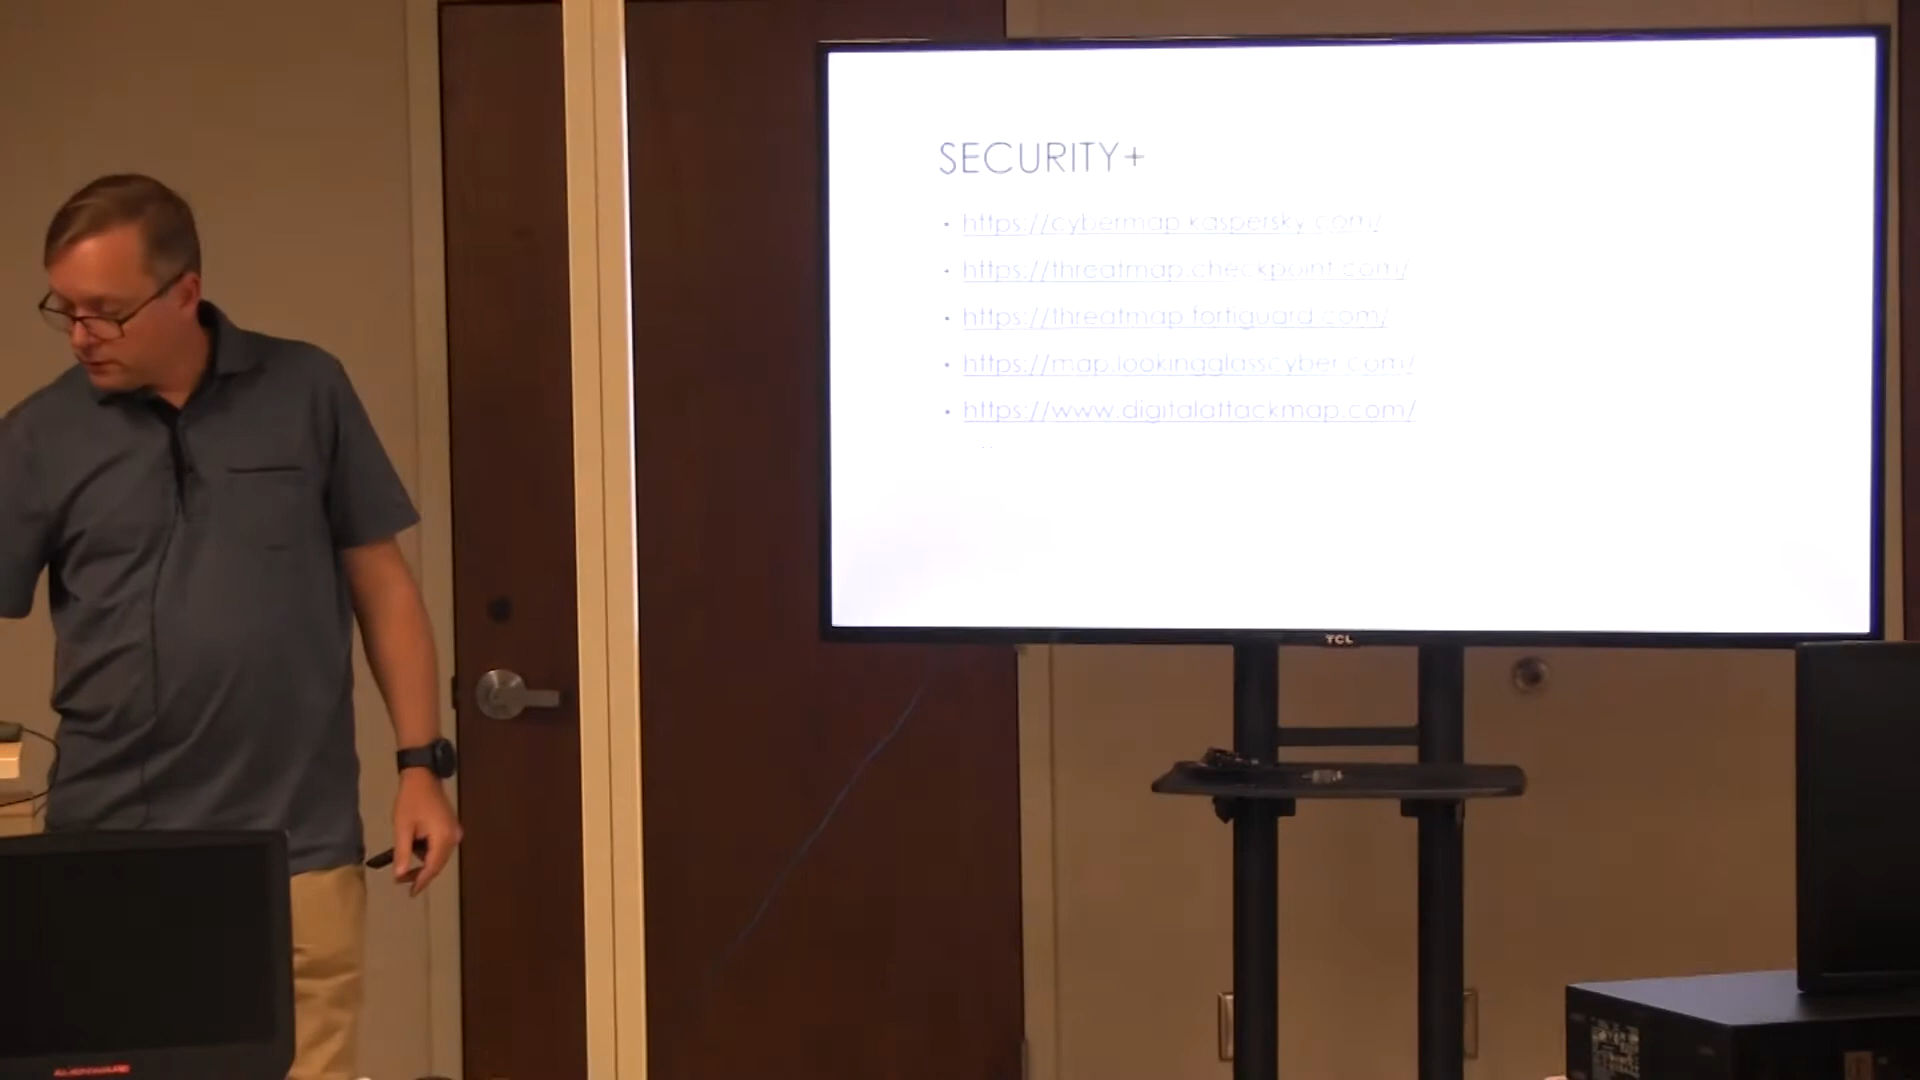 SECURITY+
• https://cybermap.kaspersky.com/
• https://threatmap.checkpoint.com/
• https://threatmap.fortiguard.com/
• https://map.lookingglasscyber.com/
• https://www.digitalattackmap.com/
TCL
ALIENWARE